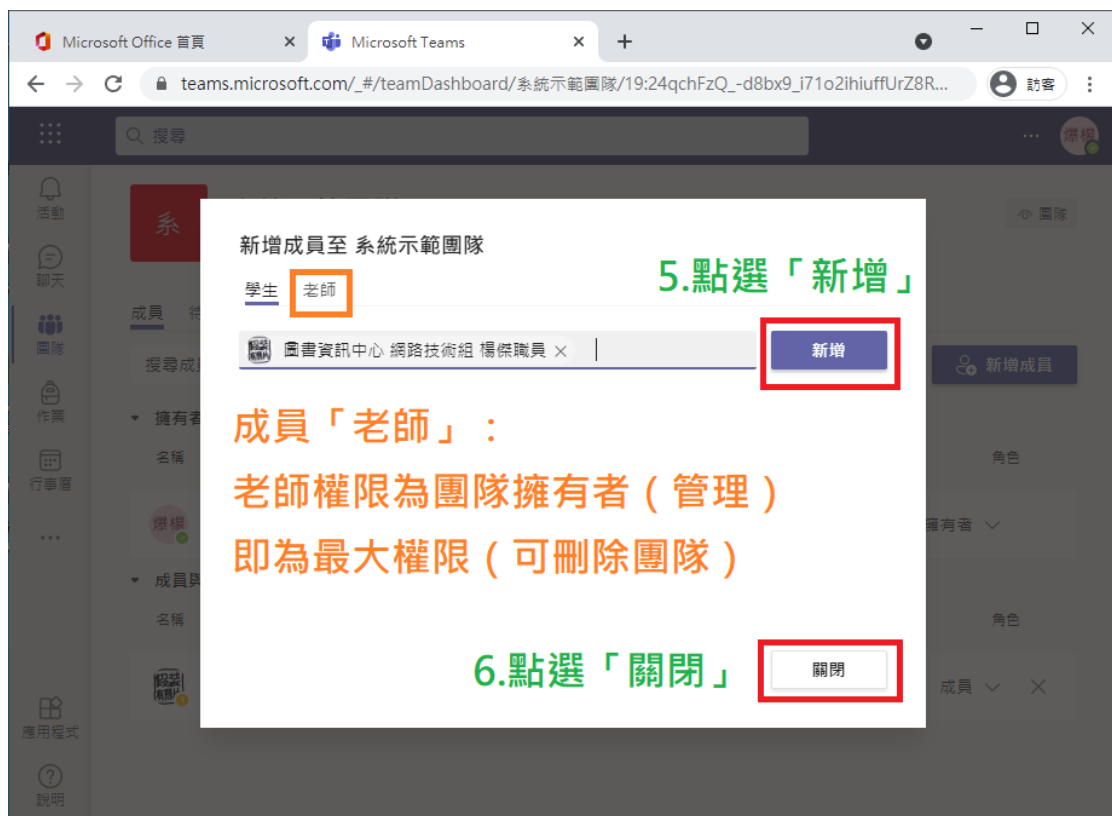 Microsoft Office 首頁
Microsoft Teams
teams.microsoft.com/_#/teamDashboard/系統示範團隊/19:24qchFzQ_-d8bx9_i71o2ihiuffUrZ8R...
訪客
搜尋
爆楊
活動
聊天
團隊
作業
行事曆
應用程式
說明
系
團隊
成員 待
搜尋成
新增成員
擁有者
名稱
角色
爆楊
擁有者
成員與
名稱
角色
成員
新增成員至 系統示範團隊
5.點選「新增」
學生 老師
圖書資訊中心 網路技術組 楊傑職員
新增
成員「老師」:
老師權限為團隊擁有者(管理)
即為最大權限(可刪除團隊)
6.點選「關閉」
關閉